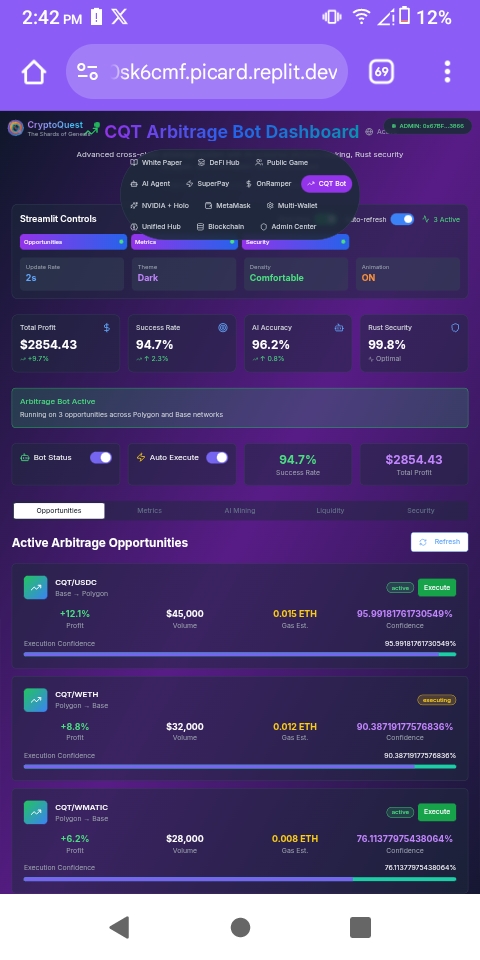 2:42 PM
12%
0sk6cmf.picard.replit.dev
69
CryptoQuest
The Shards of Genes
CQT Arbitrage Bot Dashboard
ADMIN: 0x67BF...3866
Advanced cross-
king, Rust security
White Paper DeFi Hub Public Game
AI Agent SuperPay OnRamper CQT Bot
NVIDIA + Holo MetaMask Multi-Wallet
Unified Hub Blockchain Admin Center
Streamlit Controls
to-refresh 3 Active
Opportunities Metrics Security
Update Rate Theme Density Animation
2s Dark Comfortable ON
Total Profit Success Rate AI Accuracy Rust Security
$2854.43 94.7% 96.2% 99.8%
+9.7% ↑ 2.3% ↑ 0.8% Optimal
Arbitrage Bot Active
Running on 3 opportunities across Polygon and Base networks
Bot Status Auto Execute 94.7% $2854.43
Success Rate Total Profit
Opportunities Metrics AI Mining Liquidity Security
Active Arbitrage Opportunities Refresh
CQT/USDC
Base → Polygon
active Execute
+12.1% $45,000 0.015 ETH 95.99181761730549%
Profit Volume Gas Est. Confidence
Execution Confidence 95.99181761730549%
CQT/WETH
Polygon → Base
executing
+8.8% $32,000 0.012 ETH 90.38719177576836%
Profit Volume Gas Est. Confidence
Execution Confidence 90.38719177576836%
CQT/WMATIC
Polygon → Base
active Execute
+6.2% $28,000 0.008 ETH 76.11377975438064%
Profit Volume Gas Est. Confidence
Execution Confidence 76.11377975438064%